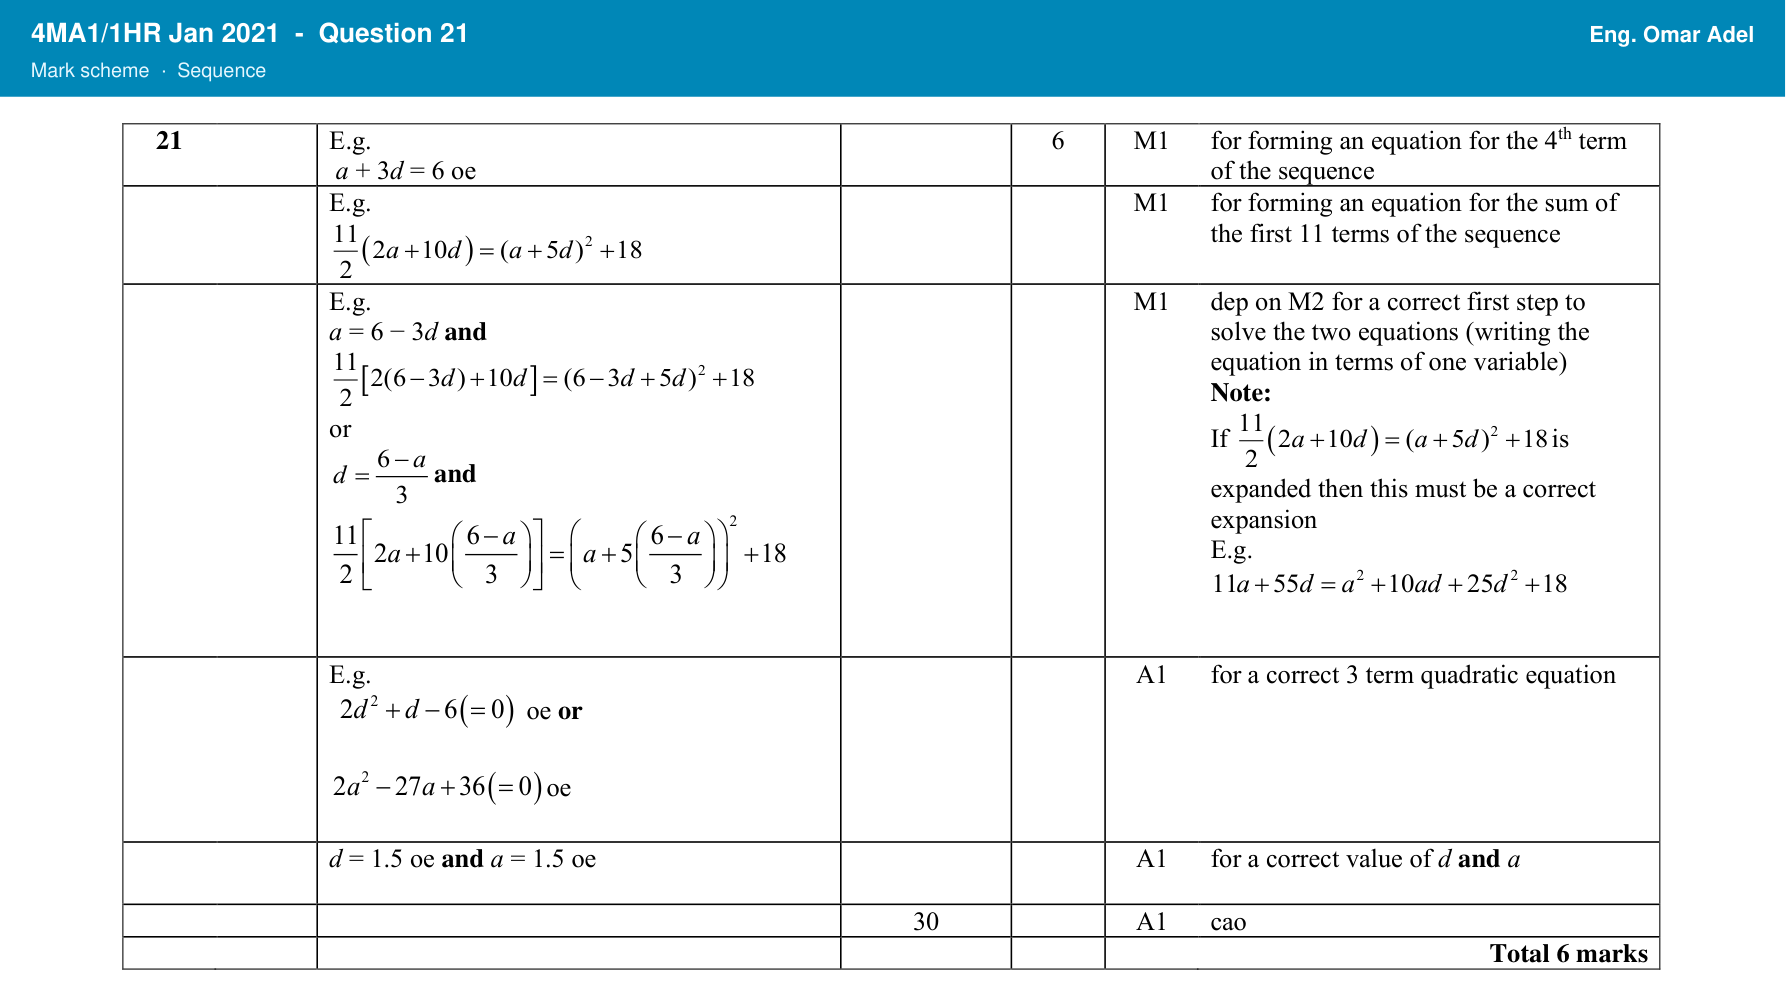 4MA1/1HR Jan 2021 - Question 21
Eng. Omar Adel
Mark scheme · Sequence
21
E.g.
a + 3d = 6 oe
6
M1
for forming an equation for the 4th term
of the sequence
E.g.
11/2 (2a + 10d) = (a + 5d)² + 18
M1
for forming an equation for the sum of
the first 11 terms of the sequence
E.g.
a = 6 − 3d and
11/2 [2(6 − 3d) + 10d] = (6 − 3d + 5d)² + 18
or
d = (6 − a)/3 and
11/2 [2a + 10((6 − a)/3)] = (a + 5((6 − a)/3))² + 18
M1
dep on M2 for a correct first step to
solve the two equations (writing the
equation in terms of one variable)
Note:
If 11/2 (2a + 10d) = (a + 5d)² + 18 is
expanded then this must be a correct
expansion
E.g.
11a + 55d = a² + 10ad + 25d² + 18
E.g.
2d² + d − 6(= 0) oe or
2a² − 27a + 36(= 0) oe
A1
for a correct 3 term quadratic equation
d = 1.5 oe and a = 1.5 oe
A1
for a correct value of d and a
30
A1
cao
Total 6 marks